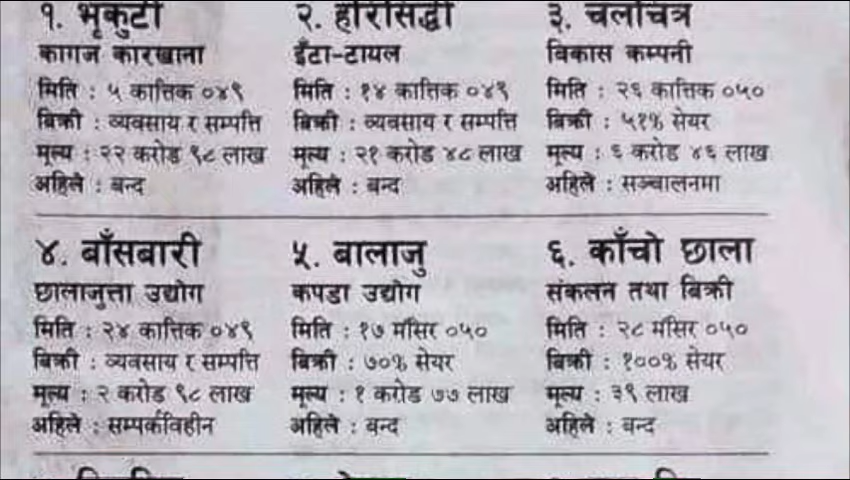 १. भृकुटी
कागज कारखाना
मिति : ५ कात्तिक ०४९
बिक्री : व्यवसाय र सम्पत्ति
मूल्य : २२ करोड ९८ लाख
अहिले : बन्द
२. हरिसिद्धी
ईंटा-टायल
मिति : १४ कात्तिक ०४९
बिक्री : व्यवसाय र सम्पत्ति
मूल्य : २१ करोड ४८ लाख
अहिले : बन्द
३. चलचित्र
विकास कम्पनी
मिति : २६ कात्तिक ०५०
बिक्री : ५१% सेयर
मूल्य : ६ करोड ४६ लाख
अहिले : सञ्चालनमा
४. बाँसबारी
छालाजुत्ता उद्योग
मिति : २४ कात्तिक ०४९
बिक्री : व्यवसाय र सम्पत्ति
मूल्य : २ करोड ९८ लाख
अहिले : सम्पर्कविहीन
५. बालाजु
कपडा उद्योग
मिति : १७ मंसिर ०५०
बिक्री : ७०% सेयर
मूल्य : १ करोड ७७ लाख
अहिले : बन्द
६. काँचो छाला
संकलन तथा बिक्री
मिति : २८ मंसिर ०५०
बिक्री : १००% सेयर
मूल्य : ३९ लाख
अहिले : बन्द